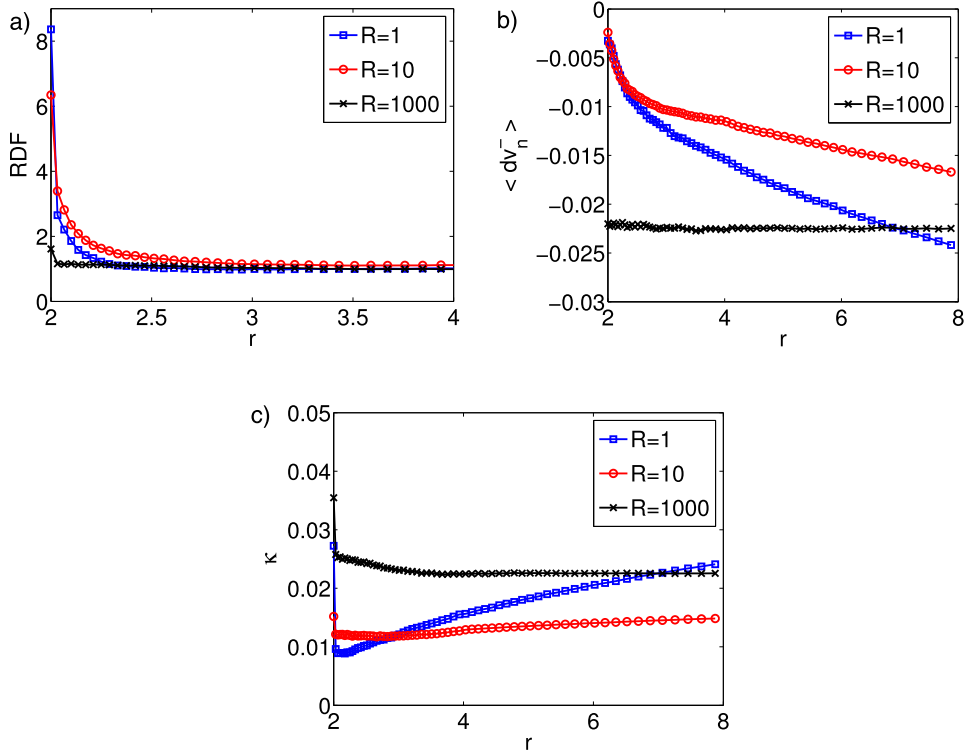 a)
RDF
8
6
4
2
0
2 2.5 3 3.5 4
r
R=1
R=10
R=1000
b)
< dv_n^- >
0
−0.005
−0.01
−0.015
−0.02
−0.025
−0.03
2 4 6 8
r
R=1
R=10
R=1000
c)
κ
0.05
0.04
0.03
0.02
0.01
0
2 4 6 8
r
R=1
R=10
R=1000